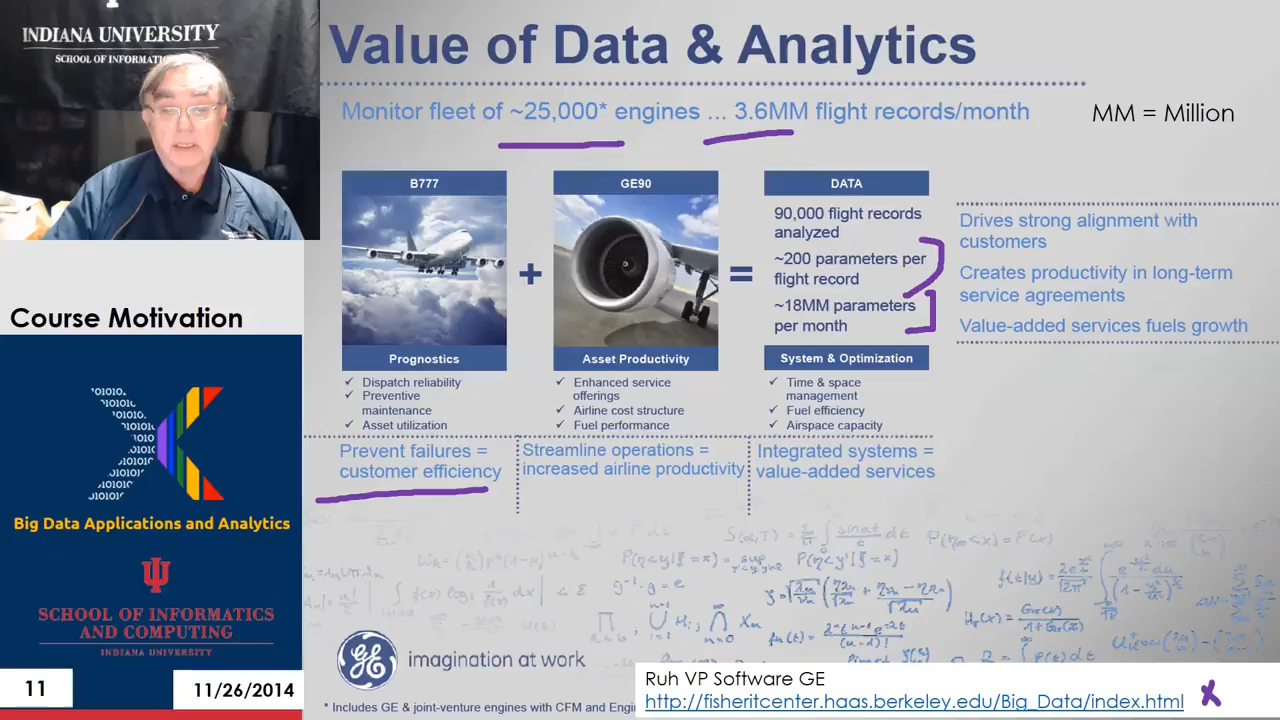 INDIANA UNIVERSITY
SCHOOL OF INFORMA
Value of Data & Analytics
Monitor fleet of ~25,000* engines ... 3.6MM flight records/month
MM = Million
B777
GE90
DATA
90,000 flight records
analyzed
~200 parameters per
flight record
~18MM parameters
per month
Drives strong alignment with
customers
Creates productivity in long-term
service agreements
Value-added services fuels growth
Prognostics
Asset Productivity
System & Optimization
✓ Dispatch reliability
✓ Preventive
maintenance
✓ Asset utilization
✓ Enhanced service
offerings
✓ Airline cost structure
✓ Fuel performance
✓ Time & space
management
✓ Fuel efficiency
✓ Airspace capacity
Prevent failures =
customer efficiency
Streamline operations =
increased airline productivity
Integrated systems =
value-added services
Course Motivation
Big Data Applications and Analytics
SCHOOL OF INFORMATICS
AND COMPUTING
INDIANA UNIVERSITY
11
11/26/2014
GE
imagination at work
* Includes GE & joint-venture engines with CFM and Engin
Ruh VP Software GE
http://fisheritcenter.haas.berkeley.edu/Big_Data/index.html